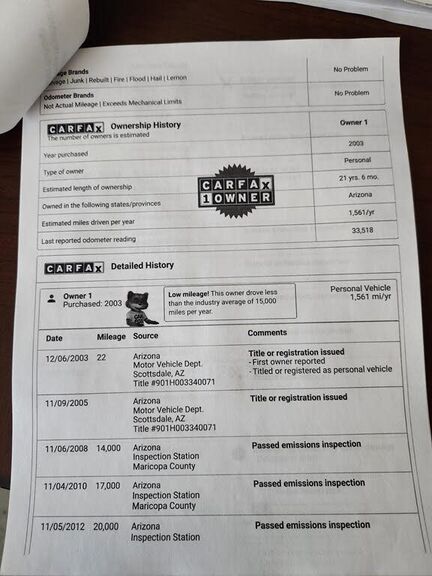 Brands
| Junk | Rebuilt | Fire | Flood | Hail | Lemon
No Problem
Odometer Brands
Not Actual Mileage | Exceeds Mechanical Limits
No Problem
CARFAX Ownership History
The number of owners is estimated
Owner 1
Year purchased
2003
Type of owner
Personal
Estimated length of ownership
21 yrs. 6 mo.
Owned in the following states/provinces
Arizona
Estimated miles driven per year
1,561/yr
Last reported odometer reading
33,518
CARFAX
1 OWNER
CARFAX Detailed History
Owner 1
Purchased: 2003
Low mileage! This owner drove less
than the industry average of 15,000
miles per year.
Personal Vehicle
1,561 mi/yr
Date Mileage Source Comments
12/06/2003 22 Arizona
Motor Vehicle Dept.
Scottsdale, AZ
Title #901H003340071
Title or registration issued
- First owner reported
- Titled or registered as personal vehicle
11/09/2005 Arizona
Motor Vehicle Dept.
Scottsdale, AZ
Title #901H003340071
Title or registration issued
11/06/2008 14,000 Arizona
Inspection Station
Maricopa County
Passed emissions inspection
11/04/2010 17,000 Arizona
Inspection Station
Maricopa County
Passed emissions inspection
11/05/2012 20,000 Arizona
Inspection Station
Passed emissions inspection